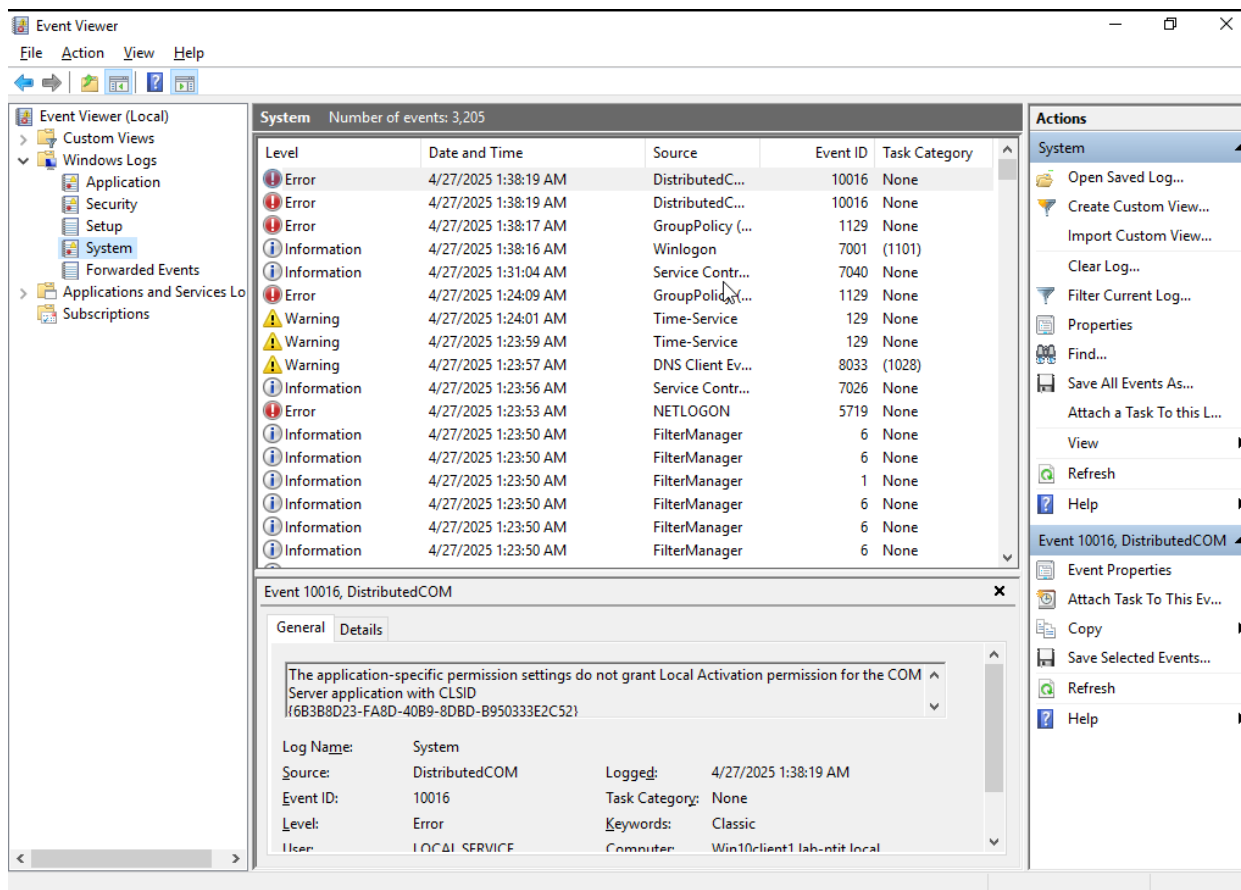 Event Viewer
File Action View Help
Event Viewer (Local)
Custom Views
Windows Logs
Application
Security
Setup
System
Forwarded Events
Applications and Services Lo
Subscriptions
System Number of events: 3,205
Level Date and Time Source Event ID Task Category
Error 4/27/2025 1:38:19 AM DistributedC... 10016 None
Error 4/27/2025 1:38:19 AM DistributedC... 10016 None
Error 4/27/2025 1:38:17 AM GroupPolicy (... 1129 None
Information 4/27/2025 1:38:16 AM Winlogon 7001 (1101)
Information 4/27/2025 1:31:04 AM Service Contr... 7040 None
Error 4/27/2025 1:24:09 AM GroupPolicy (... 1129 None
Warning 4/27/2025 1:24:01 AM Time-Service 129 None
Warning 4/27/2025 1:23:59 AM Time-Service 129 None
Warning 4/27/2025 1:23:57 AM DNS Client Ev... 8033 (1028)
Information 4/27/2025 1:23:56 AM Service Contr... 7026 None
Error 4/27/2025 1:23:53 AM NETLOGON 5719 None
Information 4/27/2025 1:23:50 AM FilterManager 6 None
Information 4/27/2025 1:23:50 AM FilterManager 6 None
Information 4/27/2025 1:23:50 AM FilterManager 1 None
Information 4/27/2025 1:23:50 AM FilterManager 6 None
Information 4/27/2025 1:23:50 AM FilterManager 6 None
Information 4/27/2025 1:23:50 AM FilterManager 6 None
Event 10016, DistributedCOM
General Details
The application-specific permission settings do not grant Local Activation permission for the COM
Server application with CLSID
{6B3B8D23-FA8D-40B9-8DBD-B950333E2C52}
Log Name: System
Source: DistributedCOM Logged: 4/27/2025 1:38:19 AM
Event ID: 10016 Task Category: None
Level: Error Keywords: Classic
User: LOCAL SERVICE Computer: Win10client1.lab-ptit.local
Actions
System
Open Saved Log...
Create Custom View...
Import Custom View...
Clear Log...
Filter Current Log...
Properties
Find...
Save All Events As...
Attach a Task To this L...
View
Refresh
Help
Event 10016, DistributedCOM
Event Properties
Attach Task To This Ev...
Copy
Save Selected Events...
Refresh
Help